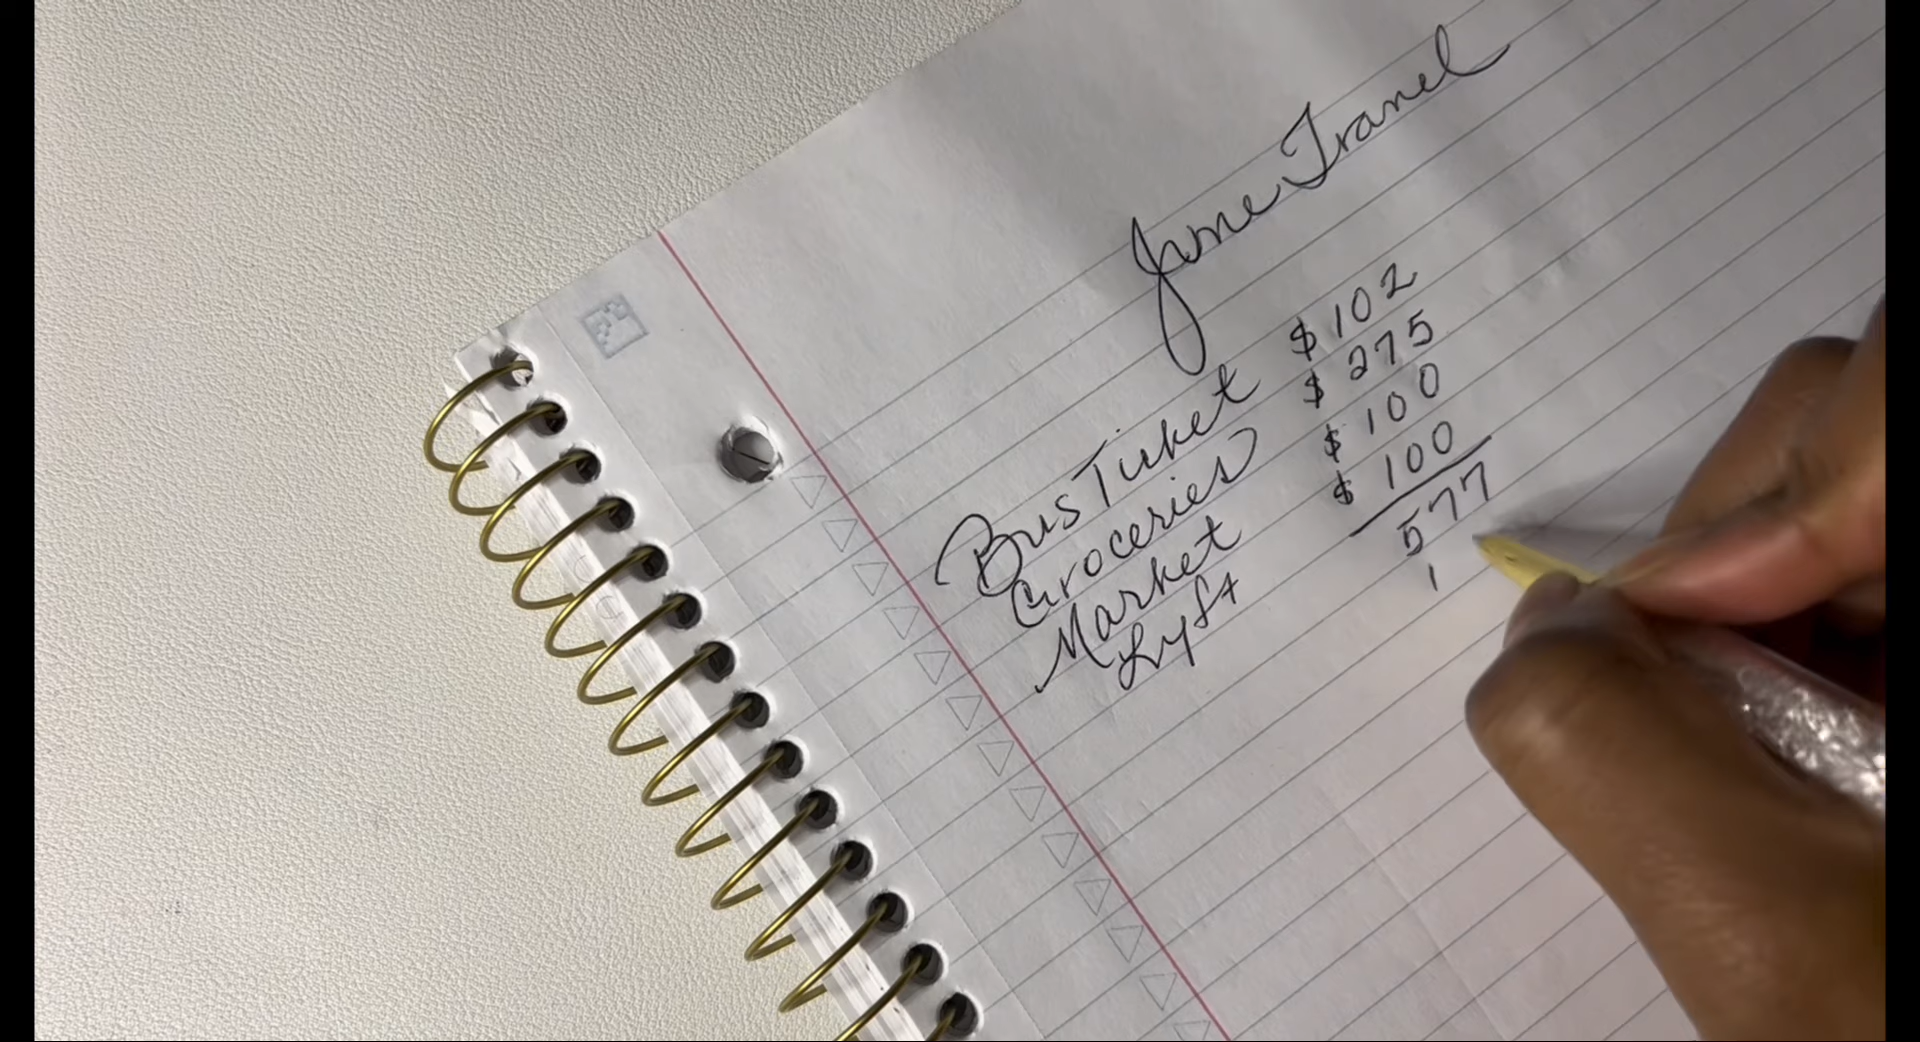 June Travel
Bus Ticket $102
Groceries $275
Market $100
Lyft $100
577
1